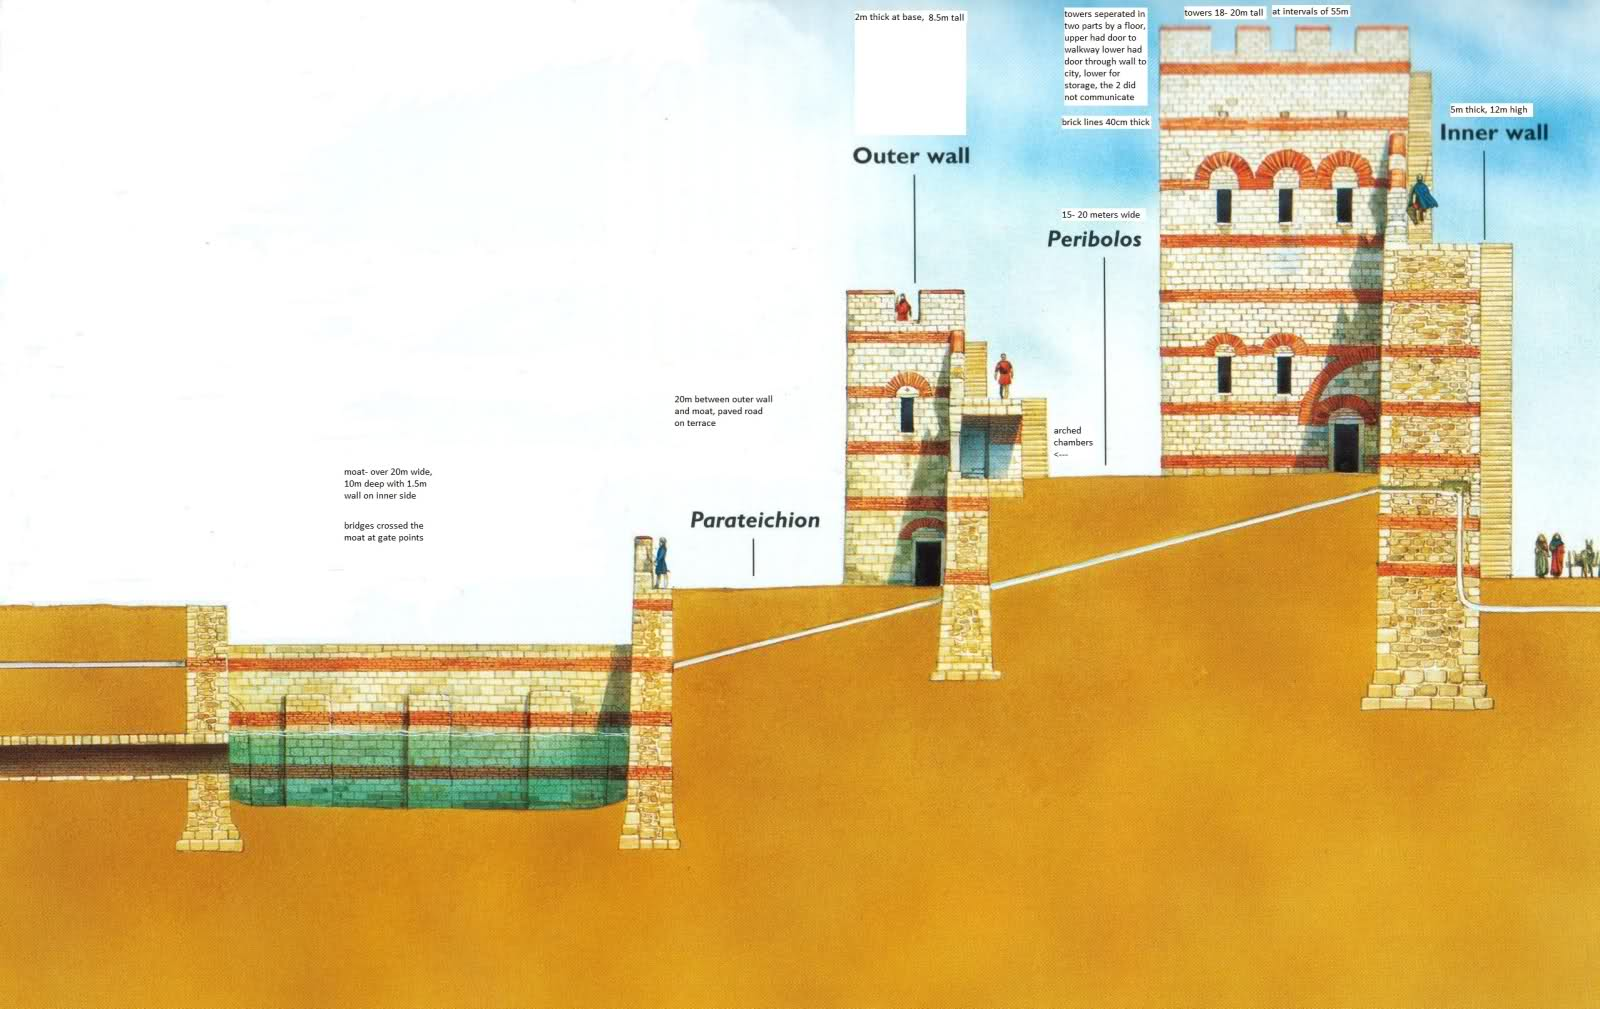 2m thick at base, 8.5m tall
Outer wall
towers seperated in
two parts by a floor,
upper had door to
walkway lower had
door through wall to
city, lower for
storage, the 2 did
not communicate
brick lines 40cm thick
towers 18- 20m tall
at intervals of 55m
5m thick, 12m high
Inner wall
15- 20 meters wide
Peribolos
20m between outer wall
and moat, paved road
on terrace
arched
chambers
<---
moat- over 20m wide,
10m deep with 1.5m
wall on inner side
bridges crossed the
moat at gate points
Parateichion